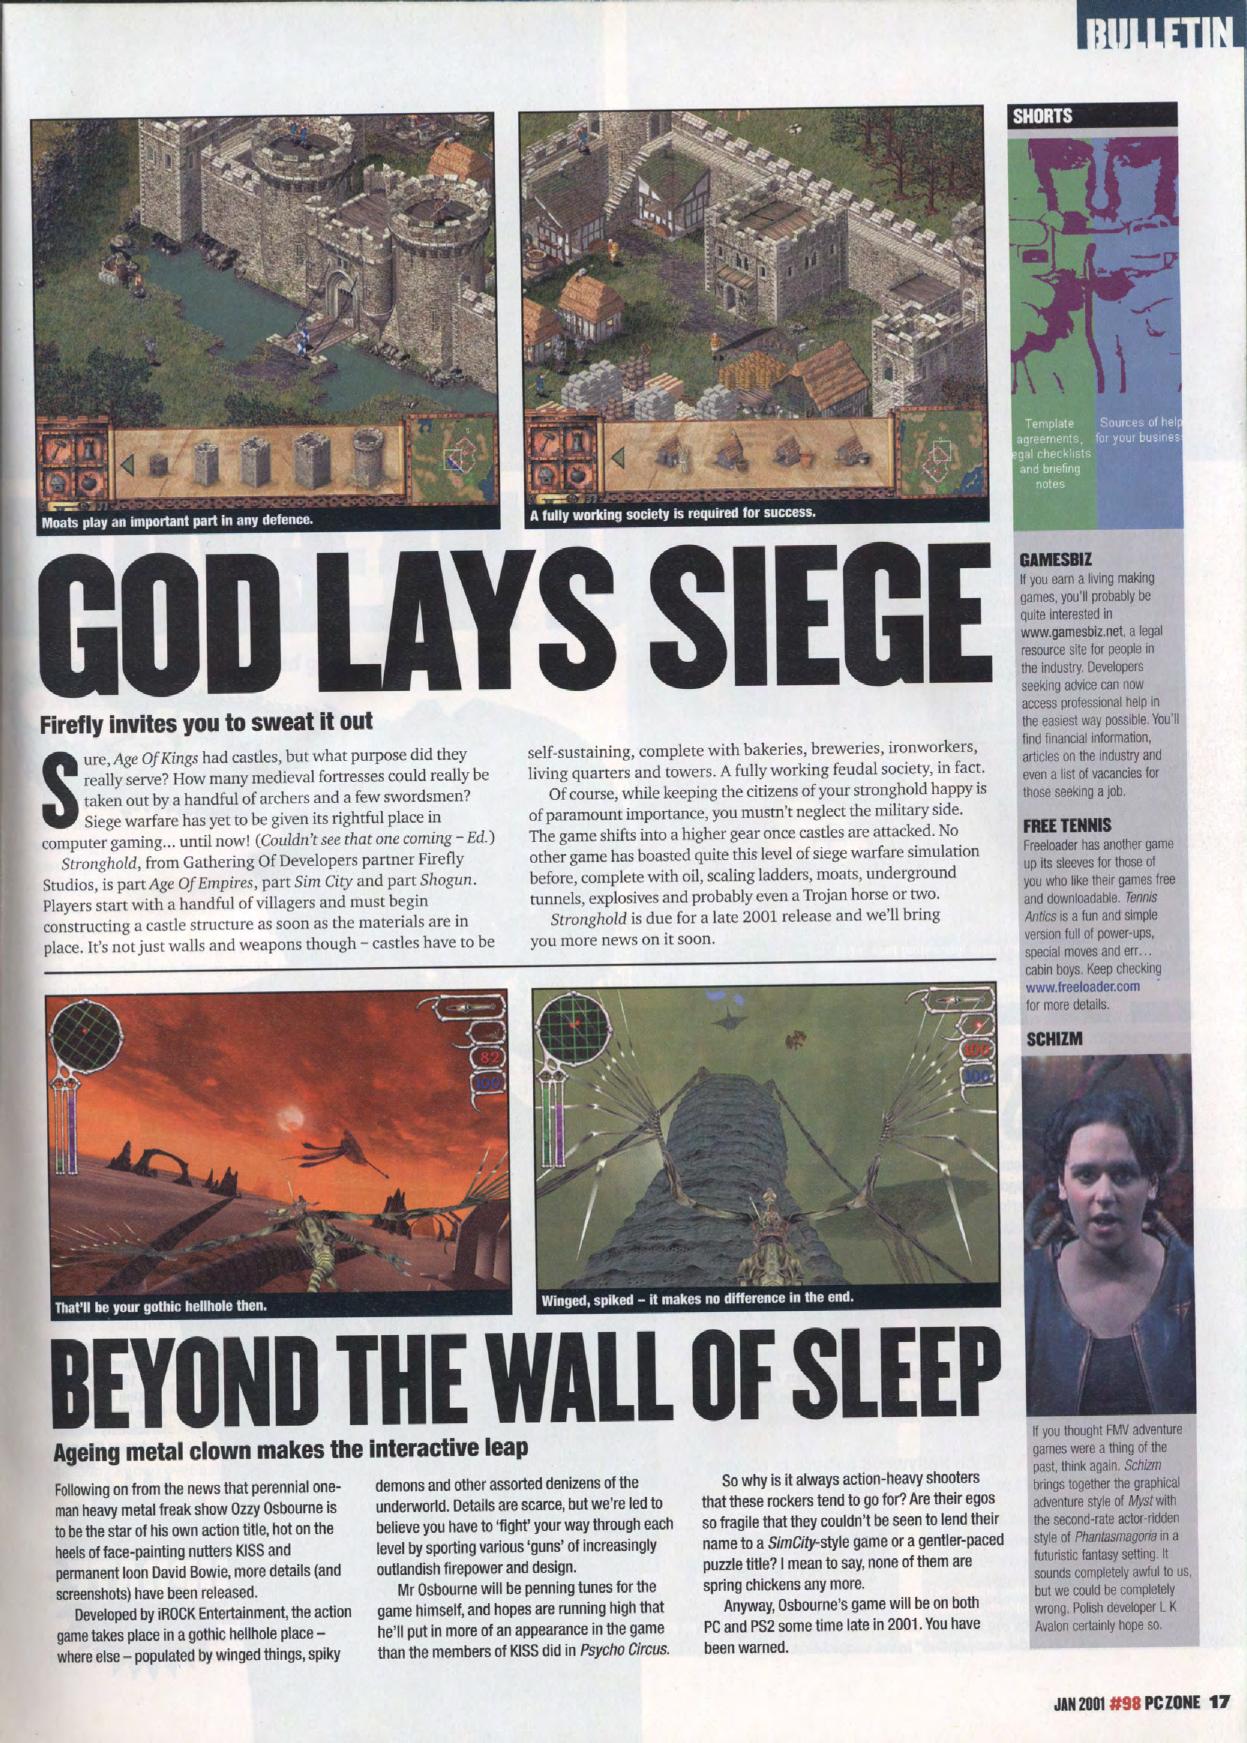 BULLETIN
Moats play an important part in any defence.
A fully working society is required for success.
GOD LAYS SIEGE
Firefly invites you to sweat it out
Sure, Age Of Kings had castles, but what purpose did they
really serve? How many medieval fortresses could really be
taken out by a handful of archers and a few swordsmen?
Siege warfare has yet to be given its rightful place in
computer gaming... until now! (Couldn't see that one coming – Ed.)
Stronghold, from Gathering Of Developers partner Firefly
Studios, is part Age Of Empires, part Sim City and part Shogun.
Players start with a handful of villagers and must begin
constructing a castle structure as soon as the materials are in
place. It's not just walls and weapons though – castles have to be
self-sustaining, complete with bakeries, breweries, ironworkers,
living quarters and towers. A fully working feudal society, in fact.
Of course, while keeping the citizens of your stronghold happy is
of paramount importance, you mustn't neglect the military side.
The game shifts into a higher gear once castles are attacked. No
other game has boasted quite this level of siege warfare simulation
before, complete with oil, scaling ladders, moats, underground
tunnels, explosives and probably even a Trojan horse or two.
Stronghold is due for a late 2001 release and we'll bring
you more news on it soon.
82
100
100
100
That'll be your gothic hellhole then.
Winged, spiked – it makes no difference in the end.
BEYOND THE WALL OF SLEEP
Ageing metal clown makes the interactive leap
Following on from the news that perennial one-
man heavy metal freak show Ozzy Osbourne is
to be the star of his own action title, hot on the
heels of face-painting nutters KISS and
permanent loon David Bowie, more details (and
screenshots) have been released.
Developed by iROCK Entertainment, the action
game takes place in a gothic hellhole place –
where else – populated by winged things, spiky
demons and other assorted denizens of the
underworld. Details are scarce, but we're led to
believe you have to 'fight' your way through each
level by sporting various 'guns' of increasingly
outlandish firepower and design.
Mr Osbourne will be penning tunes for the
game himself, and hopes are running high that
he'll put in more of an appearance in the game
than the members of KISS did in Psycho Circus.
So why is it always action-heavy shooters
that these rockers tend to go for? Are their egos
so fragile that they couldn't be seen to lend their
name to a SimCity-style game or a gentler-paced
puzzle title? I mean to say, none of them are
spring chickens any more.
Anyway, Osbourne's game will be on both
PC and PS2 some time late in 2001. You have
been warned.
SHORTS
Template
agreements,
egal checklists
and briefing
notes
Sources of help
for your busines
GAMESBIZ
If you earn a living making
games, you'll probably be
quite interested in
www.gamesbiz.net, a legal
resource site for people in
the industry. Developers
seeking advice can now
access professional help in
the easiest way possible. You'll
find financial information,
articles on the industry and
even a list of vacancies for
those seeking a job.
FREE TENNIS
Freeloader has another game
up its sleeves for those of
you who like their games free
and downloadable. Tennis
Antics is a fun and simple
version full of power-ups,
special moves and err...
cabin boys. Keep checking
www.freeloader.com
for more details.
SCHIZM
If you thought FMV adventure
games were a thing of the
past, think again. Schizm
brings together the graphical
adventure style of Myst with
the second-rate actor-ridden
style of Phantasmagoria in a
futuristic fantasy setting. It
sounds completely awful to us,
but we could be completely
wrong. Polish developer L K
Avalon certainly hope so.
JAN 2001 #98 PC ZONE 17